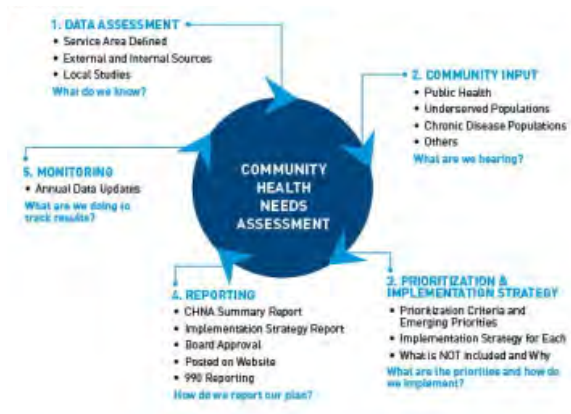 1. DATA ASSESSMENT
• Service Area Defined
• External and Internal Sources
• Local Studies
What do we know?
2. COMMUNITY INPUT
• Public Health
• Underserved Populations
• Chronic Disease Populations
• Others
What are we hearing?
COMMUNITY
HEALTH
NEEDS
ASSESSMENT
3. PRIORITIZATION &
IMPLEMENTATION STRATEGY
• Prioritization Criteria and
Emerging Priorities
• Implementation Strategy for Each
• What is NOT Included and Why
What are the priorities and how do
we implement?
4. REPORTING
• CHNA Summary Report
• Implementation Strategy Report
• Board Approval
• Posted on Website
• 990 Reporting
How do we report our plan?
5. MONITORING
• Annual Data Updates
What are we doing to
track results?